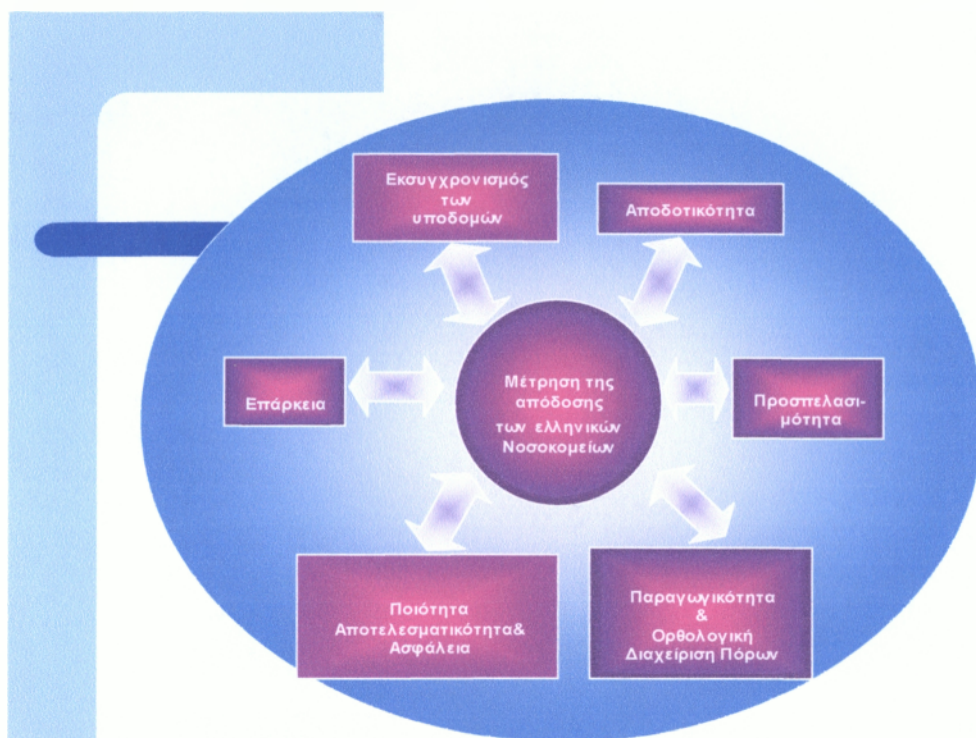 Εκσυγχρονισμός
των
υποδομών
Αποδοτικότητα
Επάρκεια
Μέτρηση της
απόδοσης
των ελληνικών
Νοσοκομείων
Προσπελασι-
μότητα
Ποιότητα
Αποτελεσματικότητα&
Ασφάλεια
Παραγωγικότητα
&
Ορθολογική
Διαχείριση Πόρων